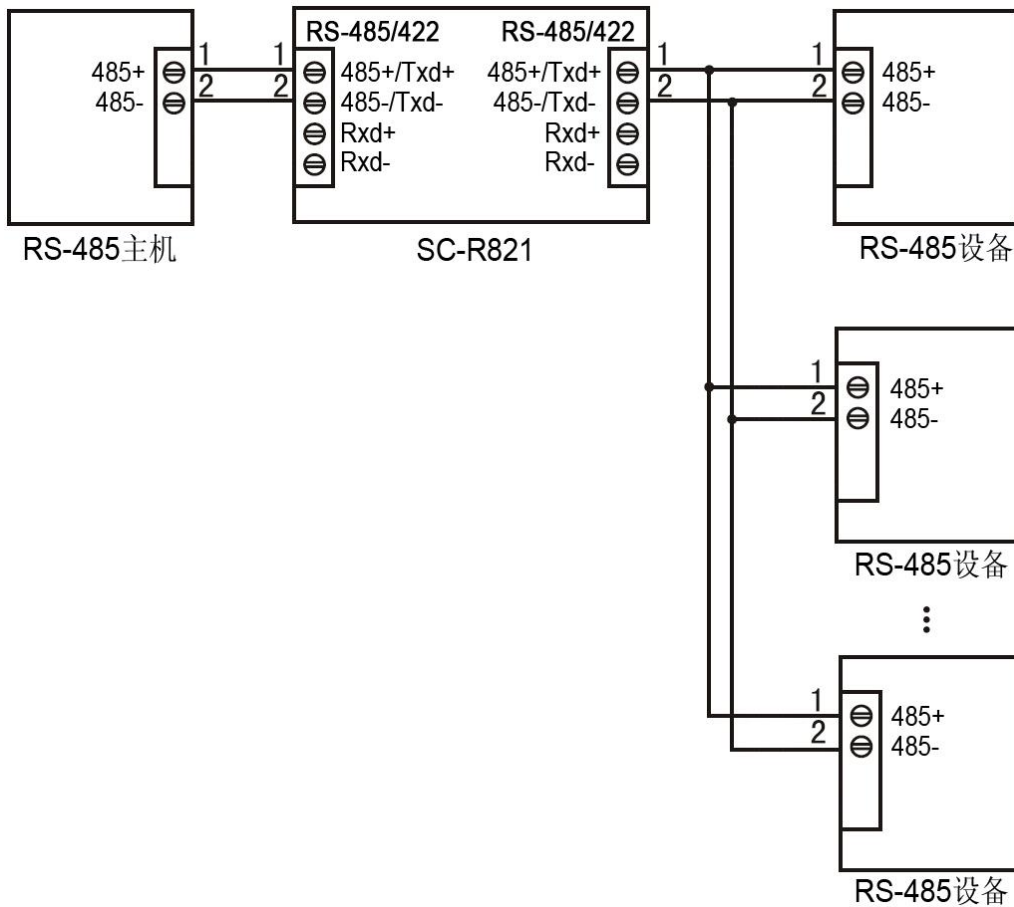 RS-485/422 RS-485/422
1 1 1 1
485+ 485+/Txd+ 485+/Txd+ 485+
2 2 2 2
485- 485-/Txd- 485-/Txd- 485-
Rxd+ Rxd+
Rxd- Rxd-
RS-485主机 SC-R821 RS-485设备
1
485+
2
485-
RS-485设备
1
485+
2
485-
RS-485设备